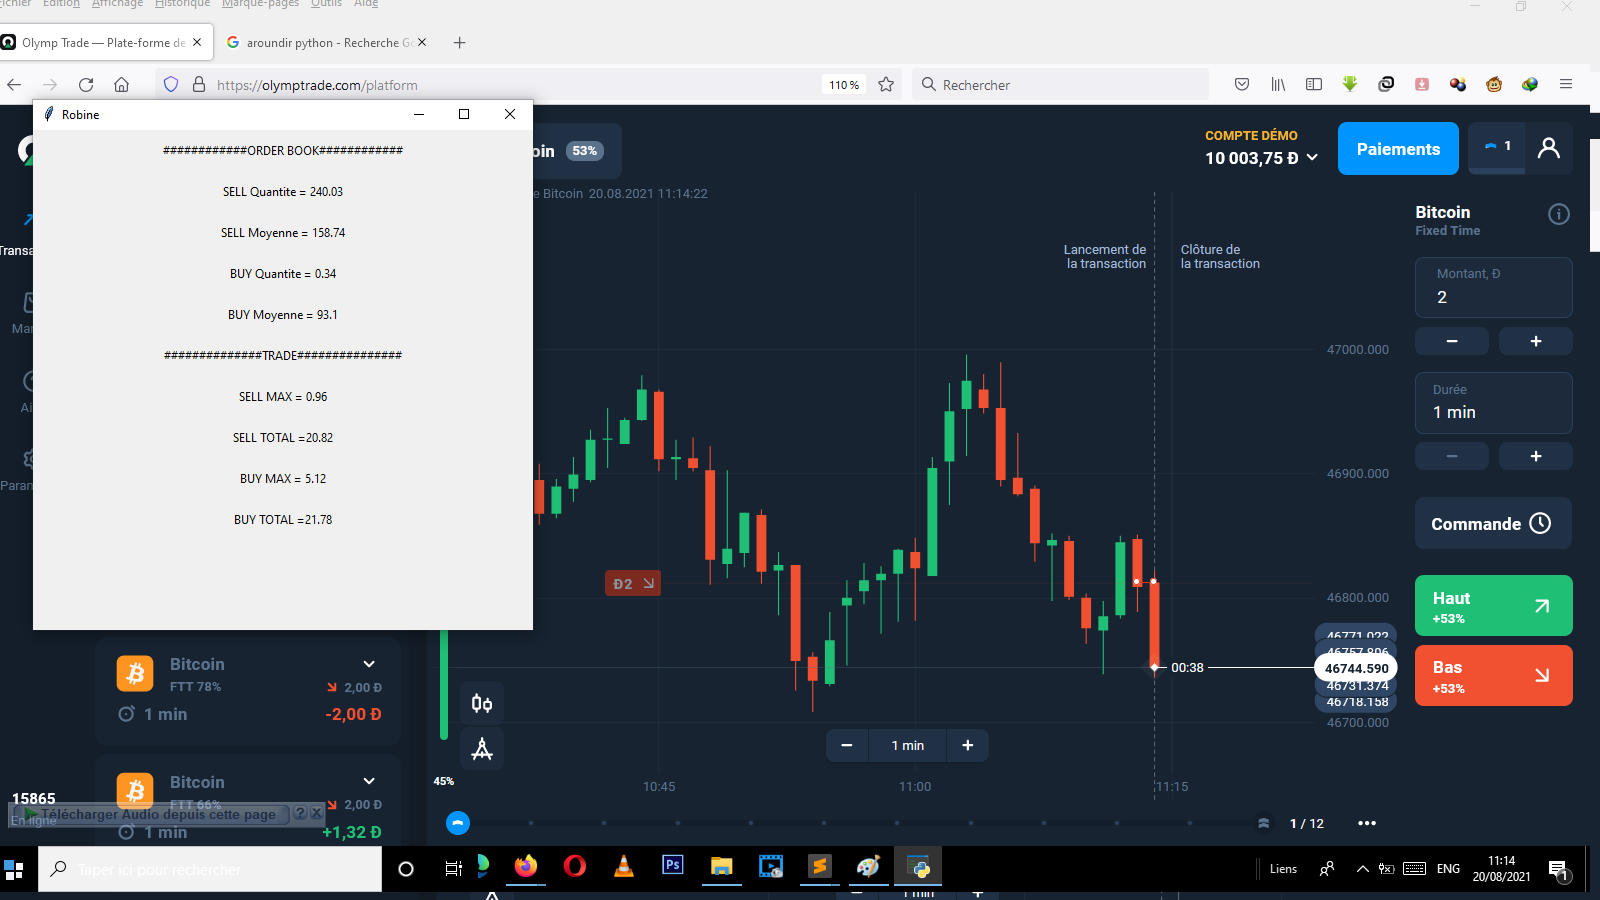 Fichier Edition Affichage Historique Marque-pages Outils Aide
Olymp Trade — Plate-forme de
aroundir python - Recherche Go
https://olymptrade.com/platform
110 %
Rechercher
Robine
############ORDER BOOK############
SELL Quantite = 240.03
SELL Moyenne = 158.74
BUY Quantite = 0.34
BUY Moyenne = 93.1
##############TRADE###############
SELL MAX = 0.96
SELL TOTAL =20.82
BUY MAX = 5.12
BUY TOTAL =21.78
oin 53%
e Bitcoin 20.08.2021 11:14:22
COMPTE DÉMO
10 003,75 Đ
Paiements
1
Transa
Mar
Ai
Paran
Lancement de
la transaction
Clôture de
la transaction
47000.000
46900.000
46800.000
46771.022
46757.806
46744.590
46731.374
46718.158
46700.000
00:38
Đ2
1 min
10:45
11:00
11:15
45%
1 / 12
Bitcoin
Fixed Time
Montant, Đ
2
Durée
1 min
Commande
Haut
+53%
Bas
+53%
Bitcoin
FTT 78%
2,00 Đ
1 min
-2,00 Đ
Bitcoin
FTT 66%
2,00 Đ
1 min
+1,32 Đ
15865
En ligne
Télécharger Audio depuis cette page
Taper ici pour rechercher
Ps
Liens
ENG
11:14
20/08/2021
1
1 min